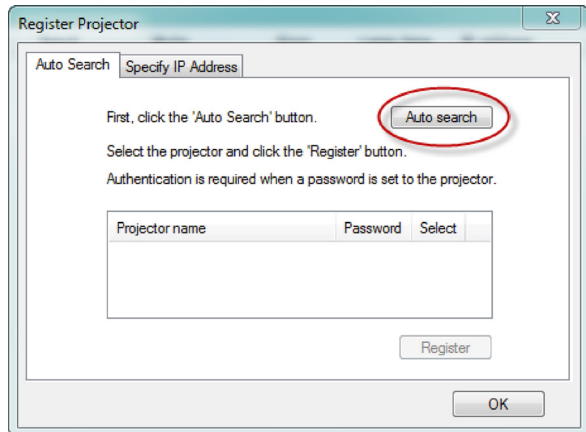 Register Projector
Auto Search
Specify IP Address
First, click the 'Auto Search' button.
Auto search
Select the projector and click the 'Register' button.
Authentication is required when a password is set to the projector.
Projector name Password Select
Register
OK